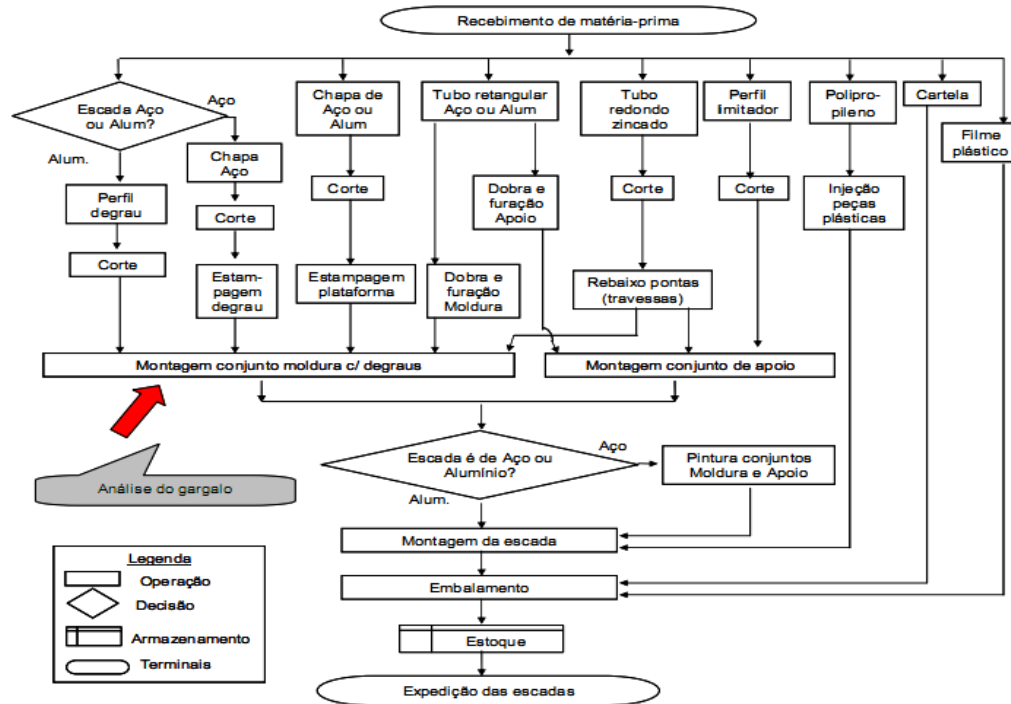 Recebimento de matéria-prima
Escada Aço
ou Alum?
Aço
Alum.
Chapa
Aço
Perfil
degrau
Corte
Corte
Estam-
pagem
degrau
Chapa de
Aço ou
Alum
Corte
Estampagem
plataforma
Tubo retangular
Aço ou Alum
Dobra e
furação
Apoio
Dobra e
furação
Moldura
Tubo
redondo
zincado
Corte
Rebaixo pontas
(travessas)
Perfil
limitador
Corte
Polipro-
pileno
Injeção
peças
plásticas
Cartela
Filme
plástico
Montagem conjunto moldura c/ degraus
Montagem conjunto de apoio
Análise do gargalo
Escada é de Aço ou
Alumínio?
Aço
Alum.
Pintura conjuntos
Moldura e Apoio
Montagem da escada
Embalamento
Estoque
Expedição das escadas
Legenda
Operação
Decisão
Armazenamento
Terminais